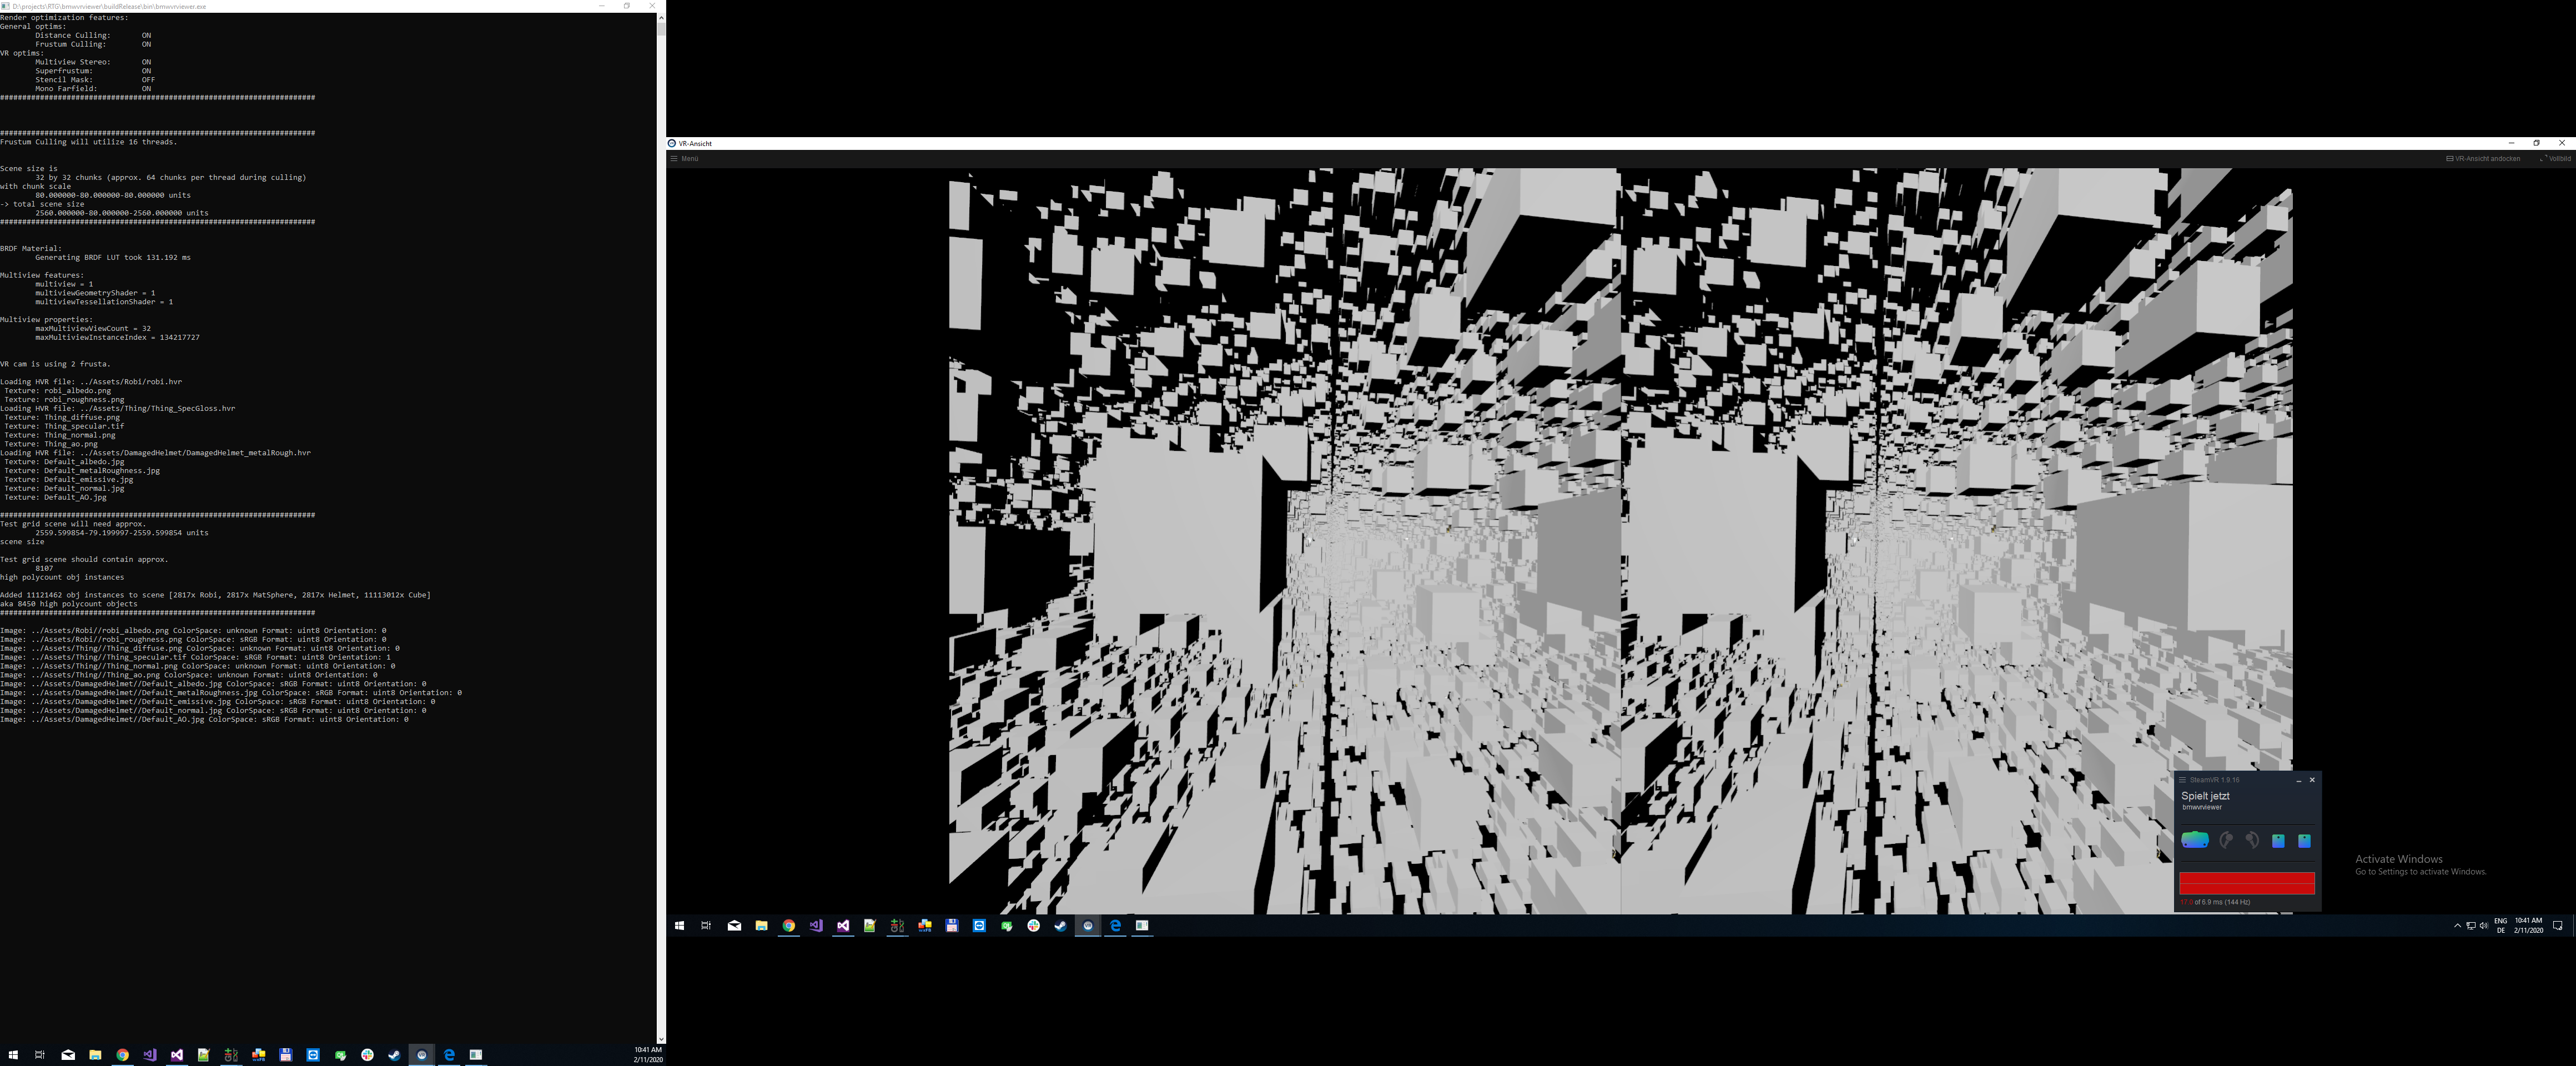 D:\projects\RTG\bmwvrviewer\buildRelease\bin\bmwvrviewer.exe
Render optimization features:
General optims:
Distance Culling: ON
Frustum Culling: ON
VR optims:
Multiview Stereo: ON
Superfrustum: ON
Stencil Mask: OFF
Mono Farfield: ON
#######################################################################
#######################################################################
Frustum Culling will utilize 16 threads.
Scene size is
32 by 32 chunks (approx. 64 chunks per thread during culling)
with chunk scale
80.000000-80.000000-80.000000 units
-> total scene size
2560.000000-80.000000-2560.000000 units
#######################################################################
BRDF Material:
Generating BRDF LUT took 131.192 ms
Multiview features:
multiview = 1
multiviewGeometryShader = 1
multiviewTessellationShader = 1
Multiview properties:
maxMultiviewViewCount = 32
maxMultiviewInstanceIndex = 134217727
VR cam is using 2 frusta.
Loading HVR file: ../Assets/Robi/robi.hvr
Texture: robi_albedo.png
Texture: robi_roughness.png
Loading HVR file: ../Assets/Thing/Thing_SpecGloss.hvr
Texture: Thing_diffuse.png
Texture: Thing_specular.tif
Texture: Thing_normal.png
Texture: Thing_ao.png
Loading HVR file: ../Assets/DamagedHelmet/DamagedHelmet_metalRough.hvr
Texture: Default_albedo.jpg
Texture: Default_metalRoughness.jpg
Texture: Default_emissive.jpg
Texture: Default_normal.jpg
Texture: Default_AO.jpg
#######################################################################
Test grid scene will need approx.
2559.599854-79.199997-2559.599854 units
scene size
Test grid scene should contain approx.
8107
high polycount obj instances
Added 11121462 obj instances to scene [2817x Robi, 2817x MatSphere, 2817x Helmet, 11113012x Cube]
aka 8450 high polycount objects
#######################################################################
Image: ../Assets/Robi//robi_albedo.png ColorSpace: unknown Format: uint8 Orientation: 0
Image: ../Assets/Robi//robi_roughness.png ColorSpace: sRGB Format: uint8 Orientation: 0
Image: ../Assets/Thing//Thing_diffuse.png ColorSpace: unknown Format: uint8 Orientation: 0
Image: ../Assets/Thing//Thing_specular.tif ColorSpace: sRGB Format: uint8 Orientation: 1
Image: ../Assets/Thing//Thing_normal.png ColorSpace: unknown Format: uint8 Orientation: 0
Image: ../Assets/Thing//Thing_ao.png ColorSpace: unknown Format: uint8 Orientation: 0
Image: ../Assets/DamagedHelmet//Default_albedo.jpg ColorSpace: sRGB Format: uint8 Orientation: 0
Image: ../Assets/DamagedHelmet//Default_metalRoughness.jpg ColorSpace: sRGB Format: uint8 Orientation: 0
Image: ../Assets/DamagedHelmet//Default_emissive.jpg ColorSpace: sRGB Format: uint8 Orientation: 0
Image: ../Assets/DamagedHelmet//Default_normal.jpg ColorSpace: sRGB Format: uint8 Orientation: 0
Image: ../Assets/DamagedHelmet//Default_AO.jpg ColorSpace: sRGB Format: uint8 Orientation: 0
10:41 AM
2/11/2020
VR-Ansicht
Menü
VR-Ansicht andocken
Vollbild
SteamVR 1.9.16
Spielt jetzt
bmwvrviewer
of 6.9 ms (144 Hz)
Activate Windows
Go to Settings to activate Windows.
ENG
DE
10:41 AM
2/11/2020